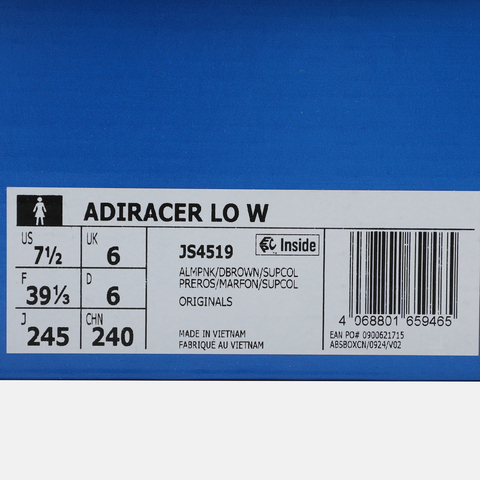 ADIRACER LO W
US 7½ UK 6
F 39⅓ D 6
J 245 CHN 240
JS4519
Inside
ALMPNK/DBROWN/SUPCOL
PREROS/MARFON/SUPCOL
ORIGINALS
MADE IN VIETNAM
FABRIQUÉ AU VIETNAM
4 068801 659465
EAN PO# 0900621715
ABSBOXCN/0924/V02